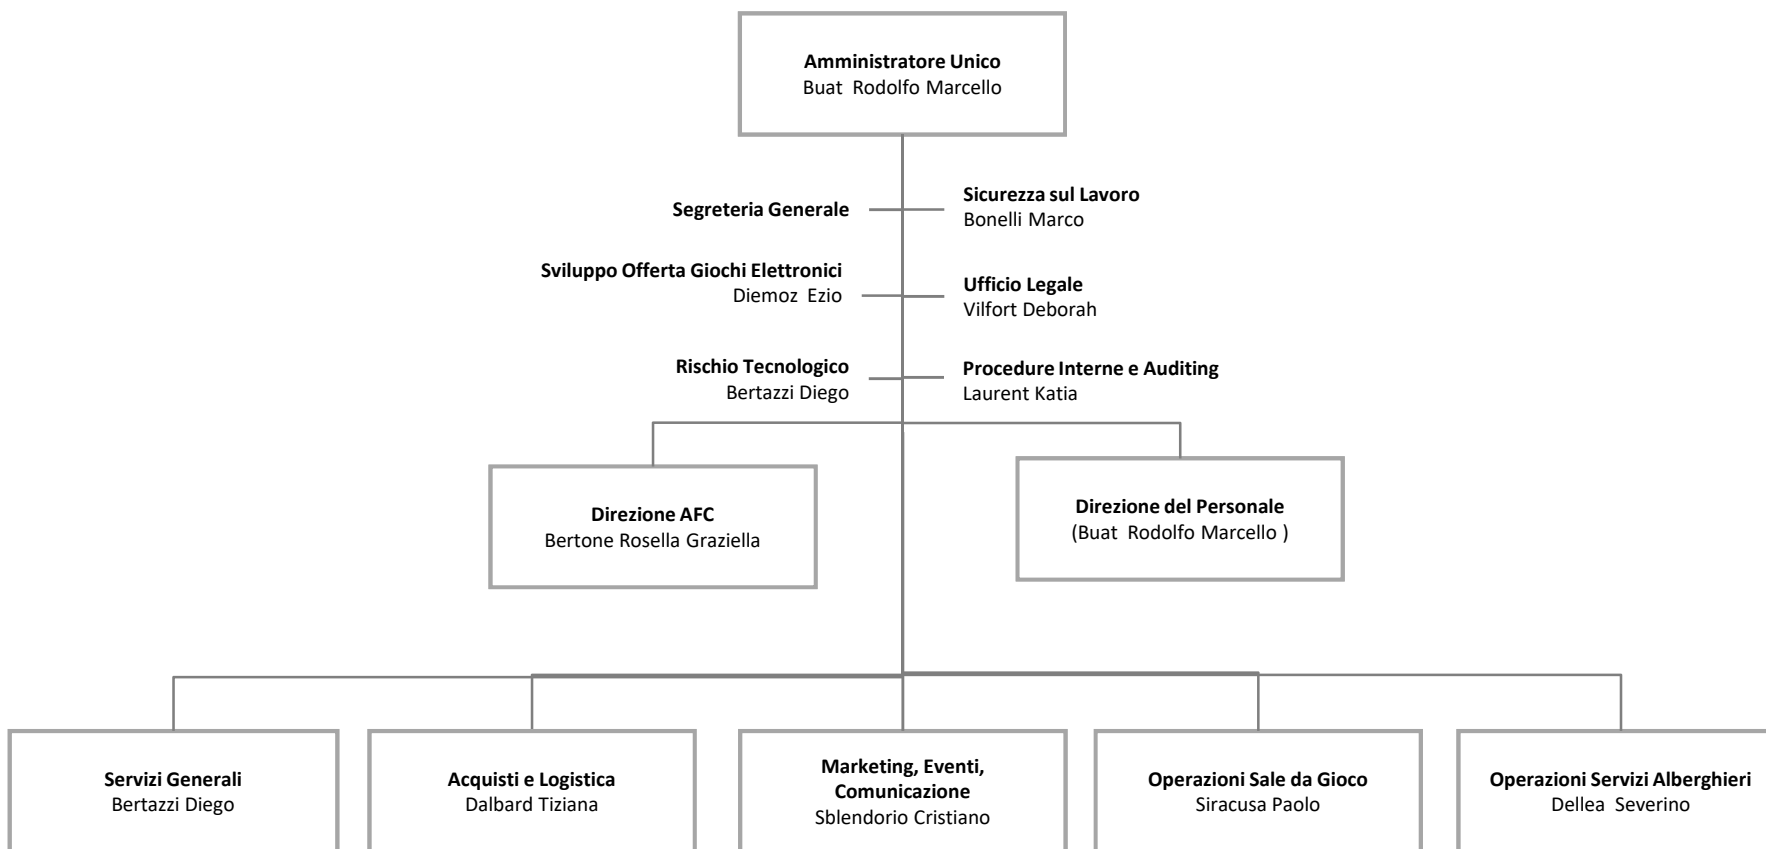 Amministratore Unico
Buat Rodolfo Marcello
Segreteria Generale
Sicurezza sul Lavoro
Bonelli Marco
Sviluppo Offerta Giochi Elettronici
Diemoz Ezio
Ufficio Legale
Vilfort Deborah
Rischio Tecnologico
Bertazzi Diego
Procedure Interne e Auditing
Laurent Katia
Direzione AFC
Bertone Rosella Graziella
Direzione del Personale
(Buat Rodolfo Marcello )
Servizi Generali
Bertazzi Diego
Acquisti e Logistica
Dalbard Tiziana
Marketing, Eventi,
Comunicazione
Sblendorio Cristiano
Operazioni Sale da Gioco
Siracusa Paolo
Operazioni Servizi Alberghieri
Dellea Severino